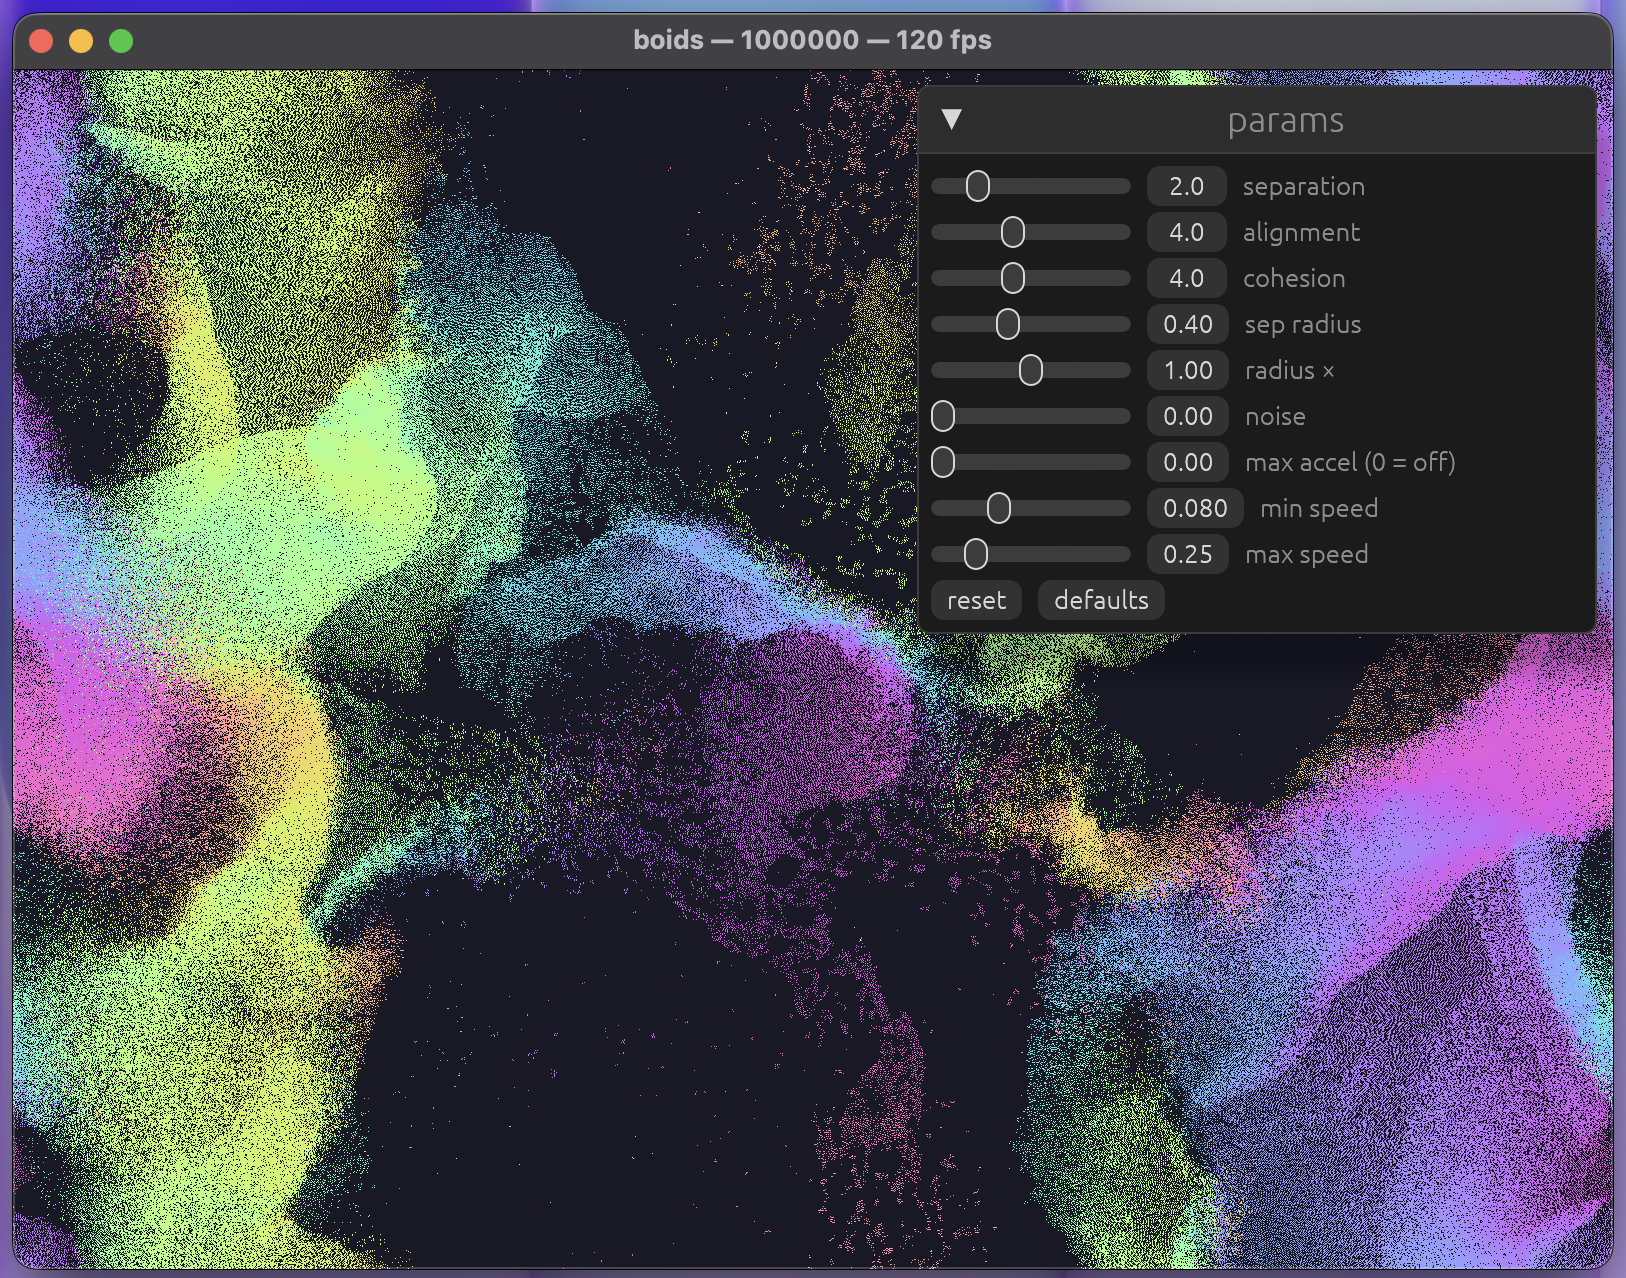 boids — 1000000 — 120 fps
▼ params
2.0 separation
4.0 alignment
4.0 cohesion
0.40 sep radius
1.00 radius ×
0.00 noise
0.00 max accel (0 = off)
0.080 min speed
0.25 max speed
reset defaults